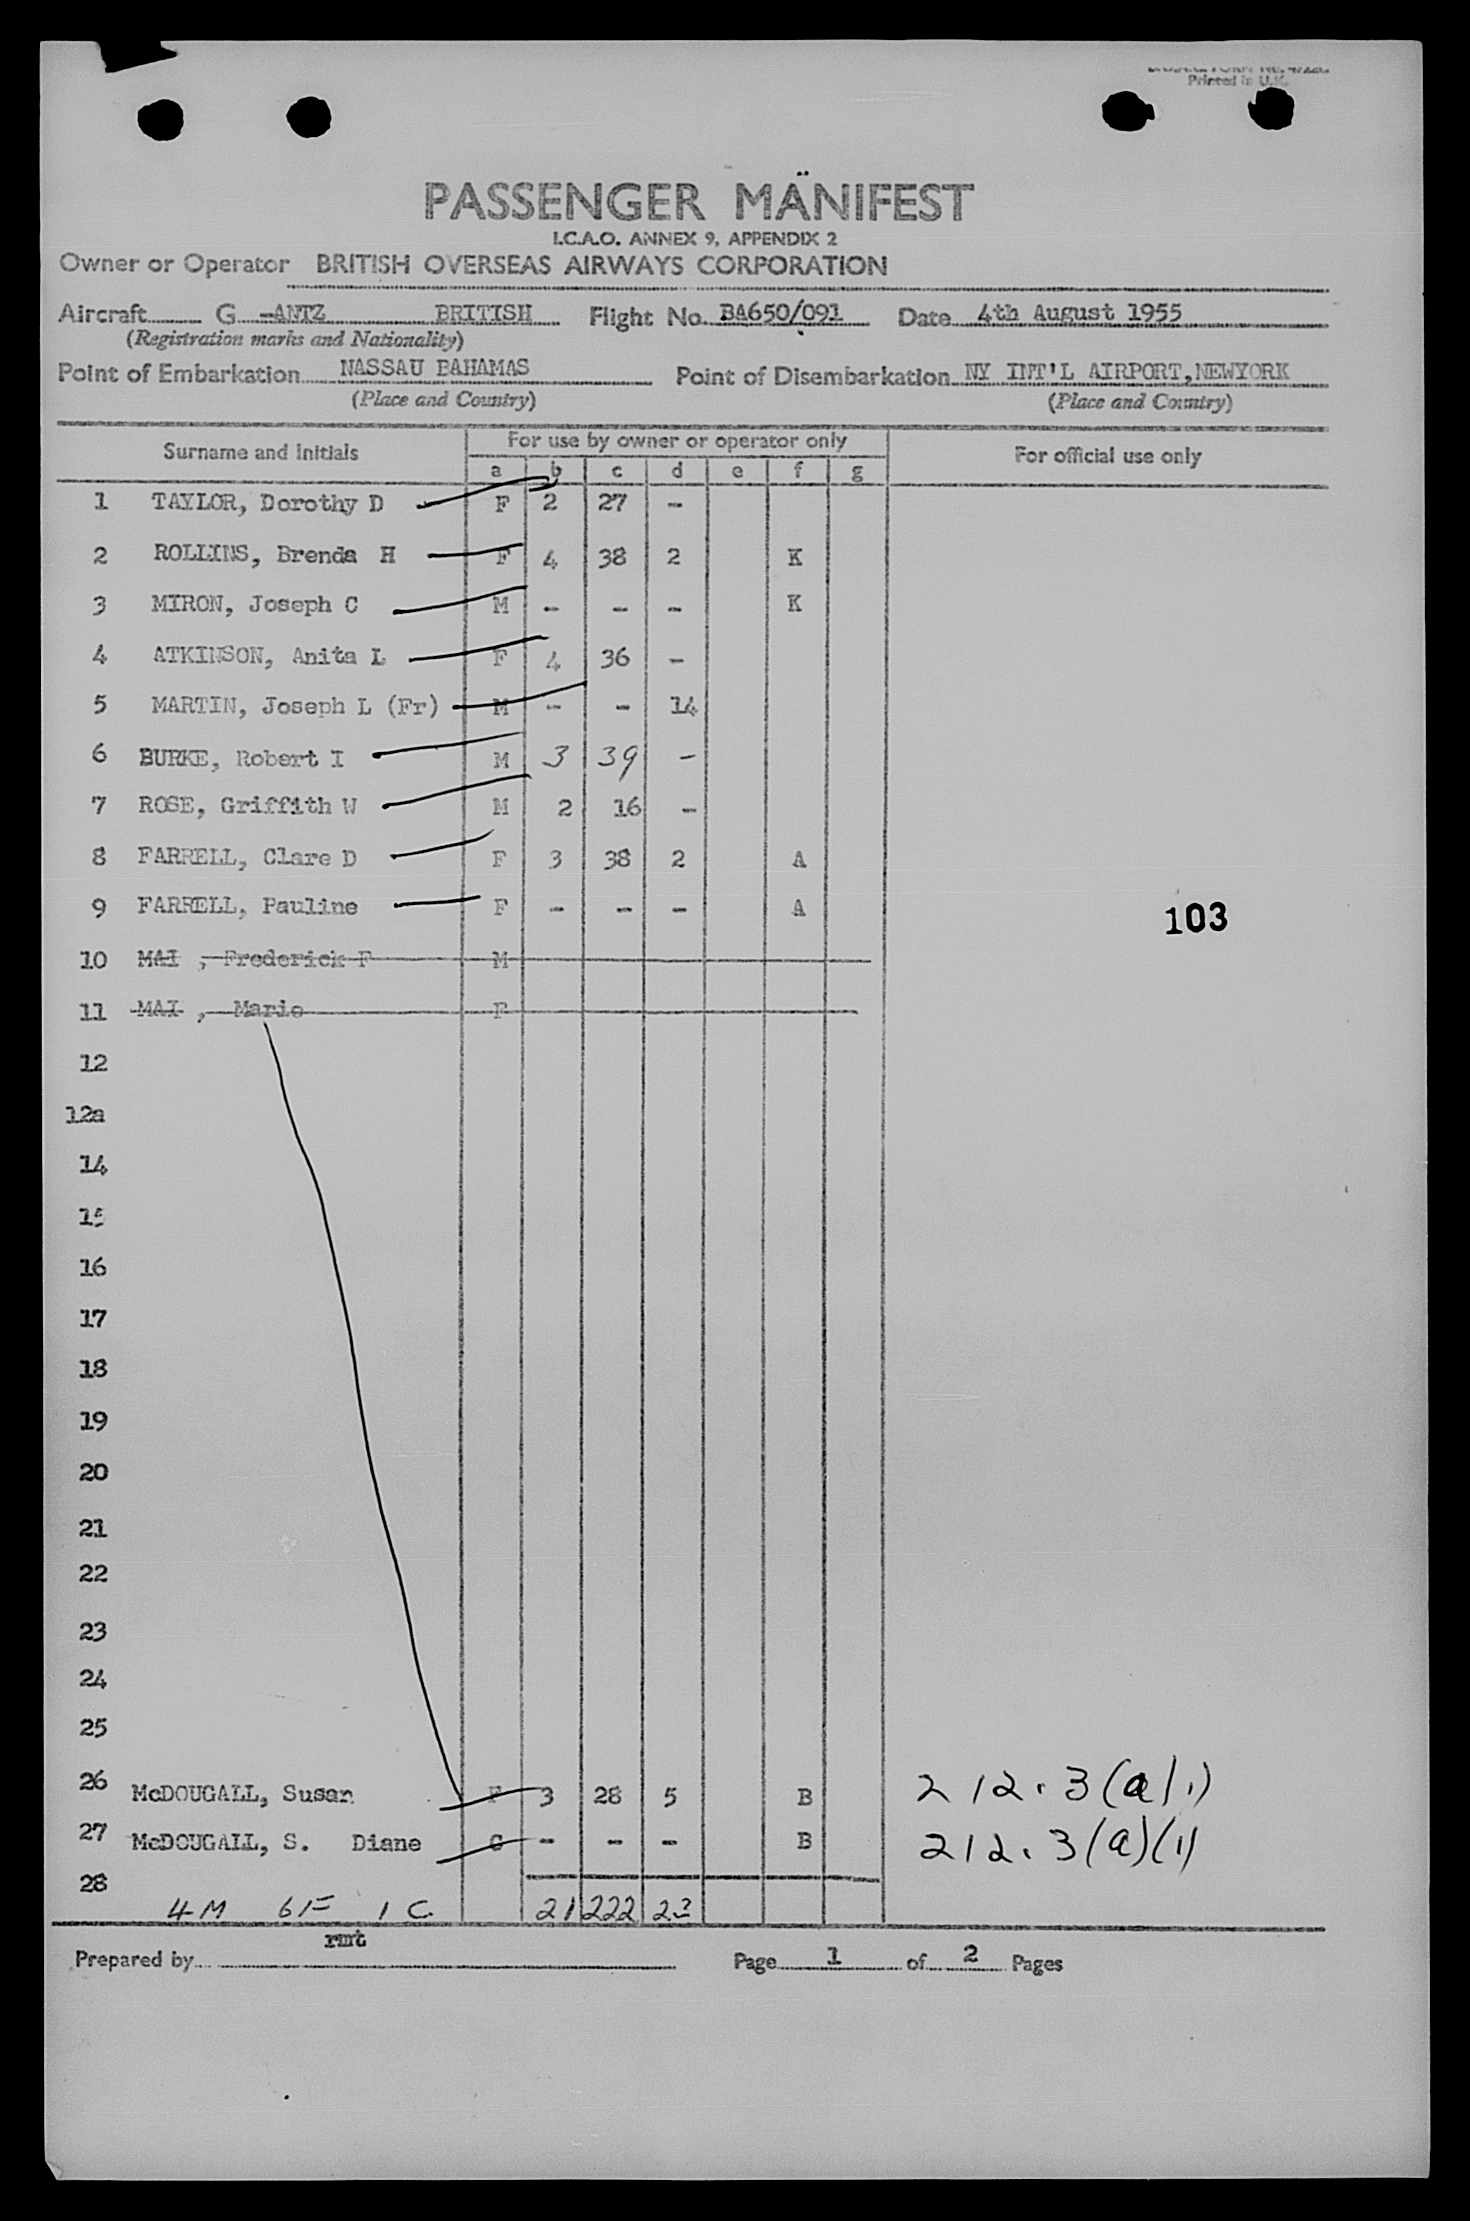 Printed in U.K.
PASSENGER MANIFEST
I.C.A.O. ANNEX 9, APPENDIX 2
Owner or Operator BRITISH OVERSEAS AIRWAYS CORPORATION
Aircraft G -ANTZ BRITISH Flight No. BA650/091 Date 4th August 1955
(Registration marks and Nationality)
Point of Embarkation NASSAU BAHAMAS Point of Disembarkation NY INT'L AIRPORT,NEWYORK
(Place and Country) (Place and Country)
Surname and Initials For use by owner or operator only For official use only
a b c d e f g
1 TAYLOR, Dorothy D F 2 27 -
2 ROLLINS, Brenda H F 4 38 2 K
3 MIRON, Joseph C M - - - K
4 ATKINSON, Anita L F 4 36 -
5 MARTIN, Joseph L (Fr) M - - 14
6 BURKE, Robert I M 3 39 -
7 ROSE, Griffith W M 2 16 -
8 FARRELL, Clare D F 3 38 2 A
9 FARRELL, Pauline F - - - A
103
10 MAI , Frederick F M
11 MAI , Marie F
12
12a
14
15
16
17
18
19
20
21
22
23
24
25
26 McDOUGALL, Susan F 3 28 5 B 212.3(a)(1)
27 McDOUGALL, S. Diane C - - - B 212.3(a)(1)
28
4 M 6 F 1 C 21 222 23
rmt
Prepared by Page 1 of 2 Pages